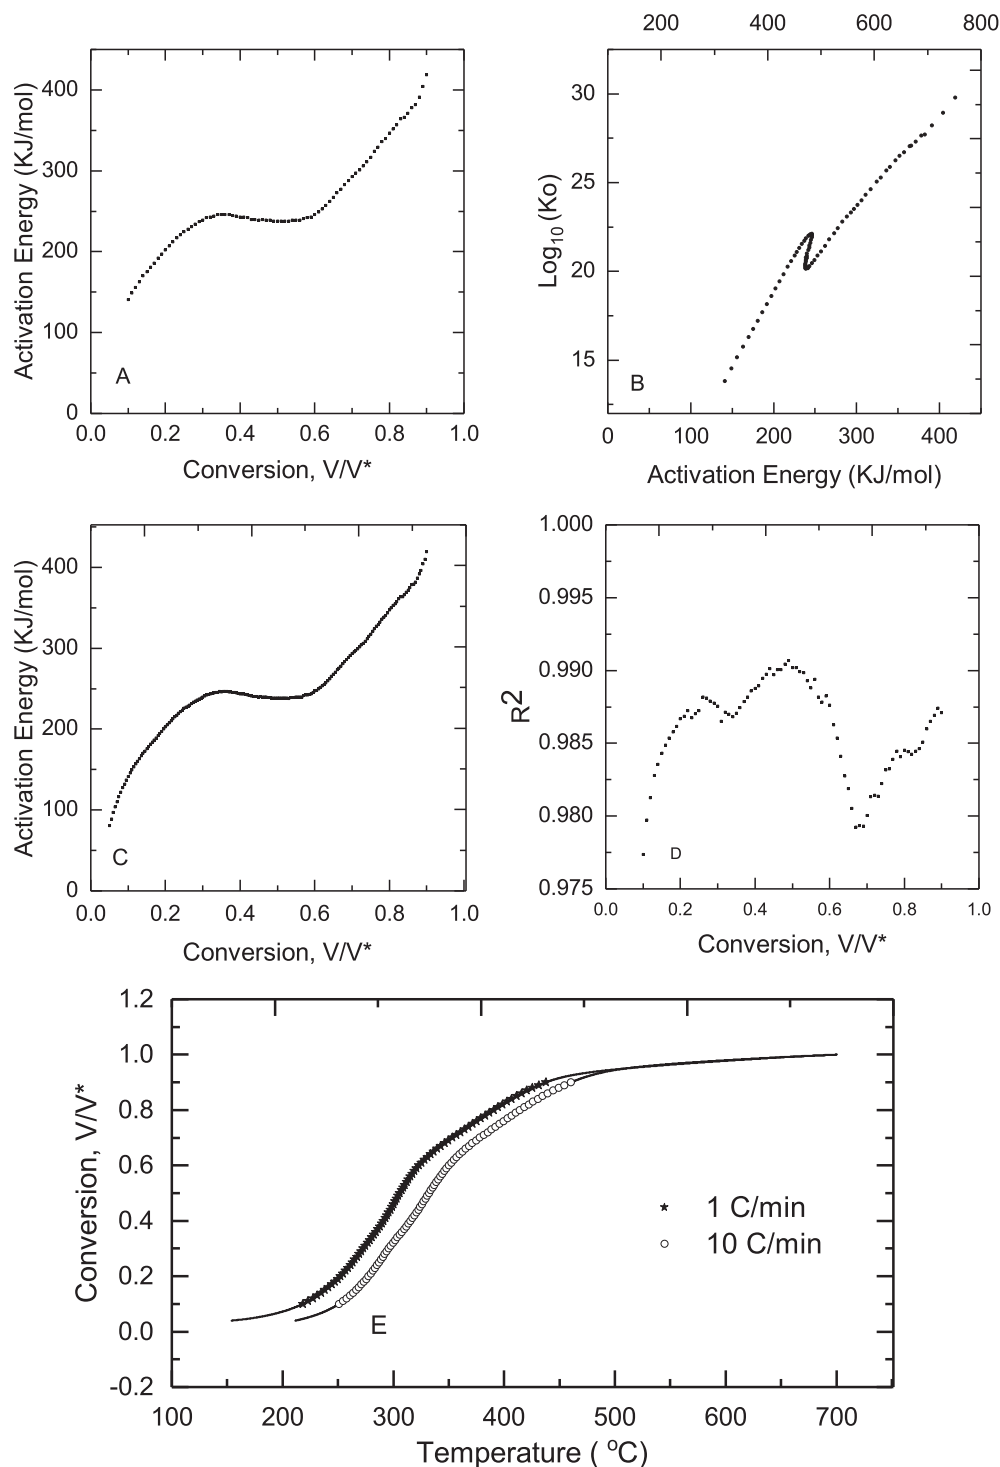 400
300
200
100
0
0.0 0.2 0.4 0.6 0.8 1.0
Activation Energy (KJ/mol)
Conversion, V/V*
A
200 400 600 800
30
25
20
15
0 100 200 300 400
Log10 (Ko)
Activation Energy (KJ/mol)
B
400
300
200
100
0
0.0 0.2 0.4 0.6 0.8 1.0
Activation Energy (KJ/mol)
Conversion, V/V*
C
1.000
0.995
0.990
0.985
0.980
0.975
0.0 0.2 0.4 0.6 0.8 1.0
R2
Conversion, V/V*
D
1.2
1.0
0.8
0.6
0.4
0.2
0.0
-0.2
100 200 300 400 500 600 700
Conversion, V/V*
Temperature ( oC)
1 C/min
10 C/min
E